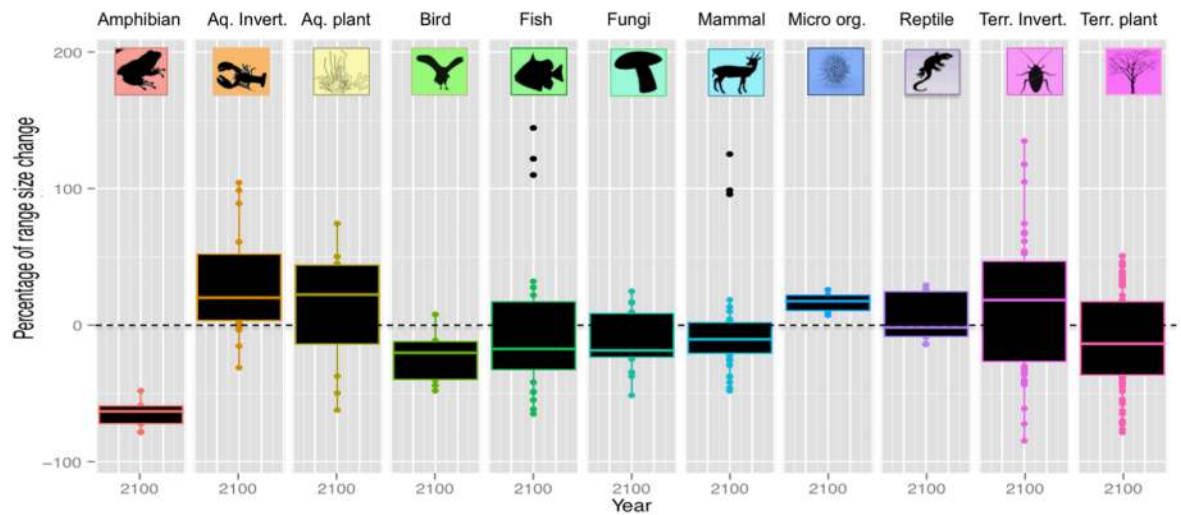 Amphibian Aq. Invert. Aq. plant Bird Fish Fungi Mammal Micro org. Reptile Terr. Invert. Terr. plant
Percentage of range size change
200
100
0
−100
2100 2100 2100 2100 2100 2100 2100 2100 2100 2100 2100
Year